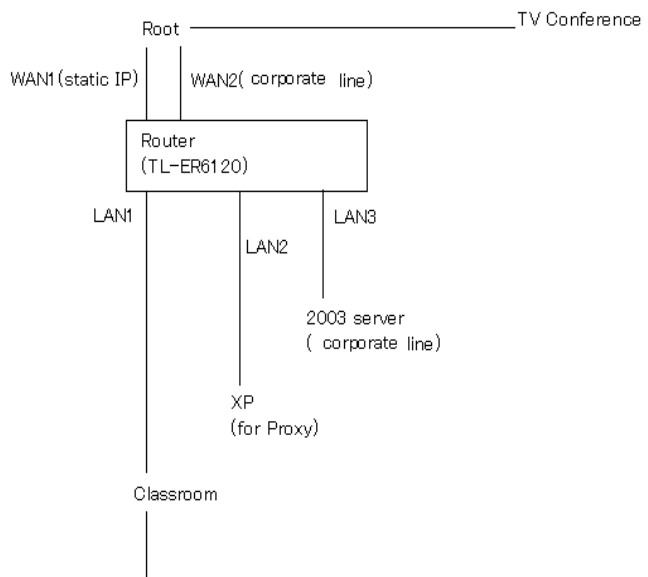 Root
TV Conference
WAN1(static IP)
WAN2( corporate line)
Router
(TL-ER6120)
LAN1
LAN2
LAN3
2003 server
( corporate line)
XP
(for Proxy)
Classroom